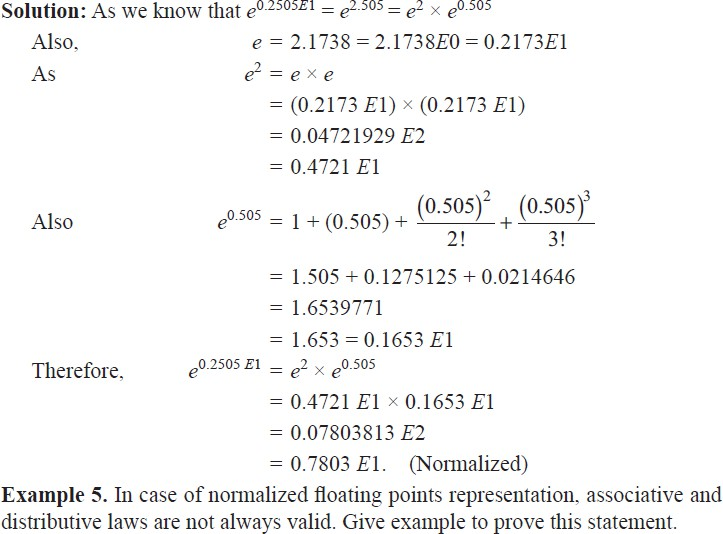 Solution: As we know that e^0.2505E1 = e^2.505 = e^2 × e^0.505
Also, e = 2.1738 = 2.1738E0 = 0.2173E1
As e^2 = e × e
= (0.2173 E1) × (0.2173 E1)
= 0.04721929 E2
= 0.4721 E1
Also e^0.505 = 1 + (0.505) + (0.505)^2/2! + (0.505)^3/3!
= 1.505 + 0.1275125 + 0.0214646
= 1.6539771
= 1.653 = 0.1653 E1
Therefore, e^0.2505 E1 = e^2 × e^0.505
= 0.4721 E1 × 0.1653 E1
= 0.07803813 E2
= 0.7803 E1. (Normalized)
Example 5. In case of normalized floating points representation, associative and
distributive laws are not always valid. Give example to prove this statement.